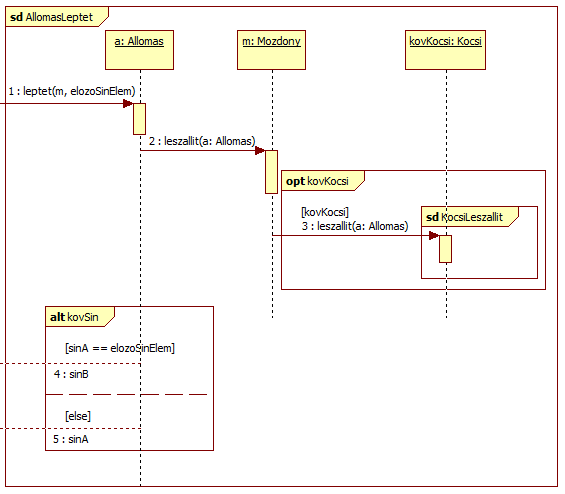 sd AllomasLeptet
a: Allomas
m: Mozdony
kovKocsi: Kocsi
1 : leptet(m, elozoSinElem)
2 : leszallit(a: Allomas)
opt kovKocsi
[kovKocsi]
sd KocsiLeszallit
3 : leszallit(a: Allomas)
alt kovSin
[sinA == elozoSinElem]
4 : sinB
[else]
5 : sinA